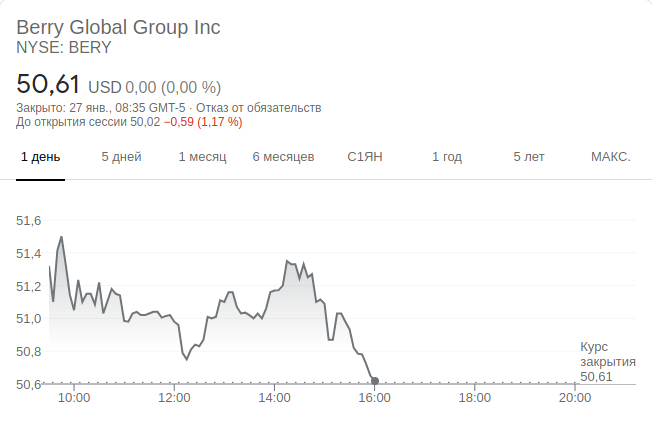 Berry Global Group Inc
NYSE: BERY
50,61 USD 0,00 (0,00 %)
Закрыто: 27 янв., 08:35 GMT-5 · Отказ от обязательств
До открытия сессии 50,02 −0,59 (1,17 %)
1 день 5 дней 1 месяц 6 месяцев С1ЯН 1 год 5 лет МАКС.
51,6
51,4
51,2
51,0
50,8
50,6
Курс
закрытия
50,61
10:00 12:00 14:00 16:00 18:00 20:00